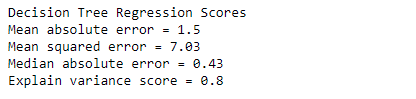 Decision Tree Regression Scores
Mean absolute error = 1.5
Mean squared error = 7.03
Median absolute error = 0.43
Explain variance score = 0.8